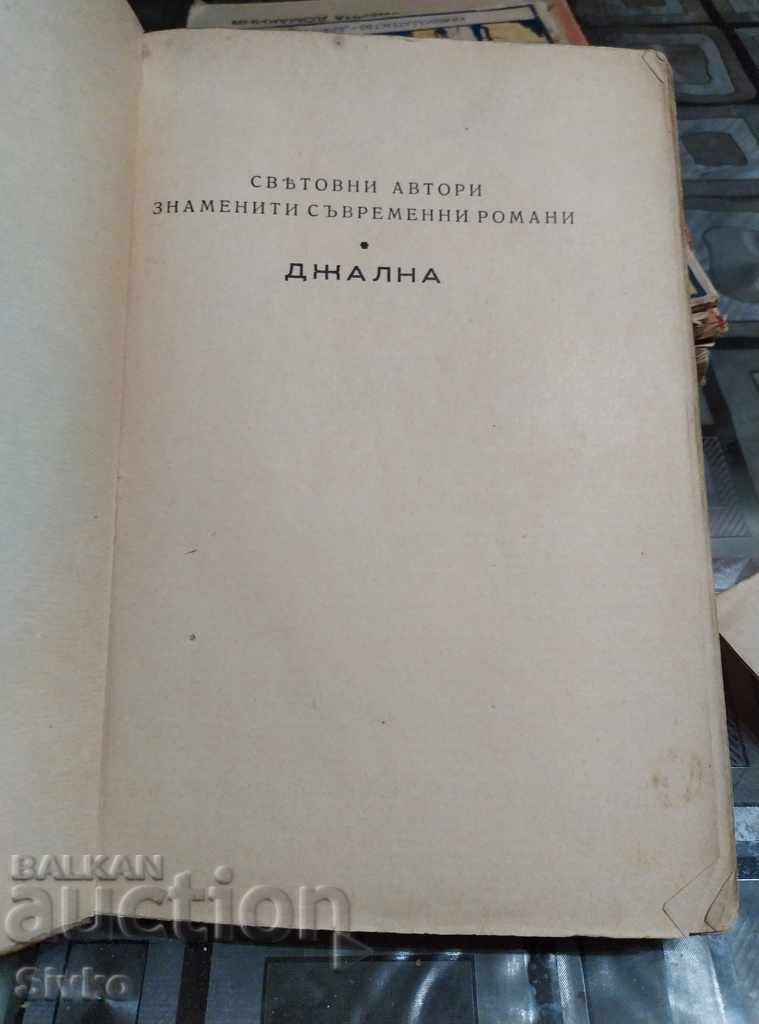 СВѢТОВНИ АВТОРИ
ЗНАМЕНИТИ СЪВРЕМЕННИ РОМАНИ
ДЖАЛНА
BALKAN
auction
Sivko